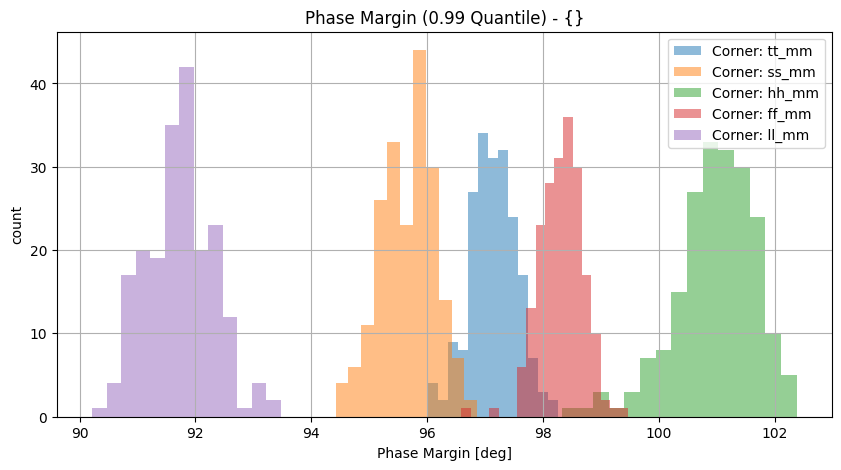 Phase Margin (0.99 Quantile) - {}
Corner: tt_mm
Corner: ss_mm
Corner: hh_mm
Corner: ff_mm
Corner: ll_mm
40
30
20
10
0
count
90 92 94 96 98 100 102
Phase Margin [deg]